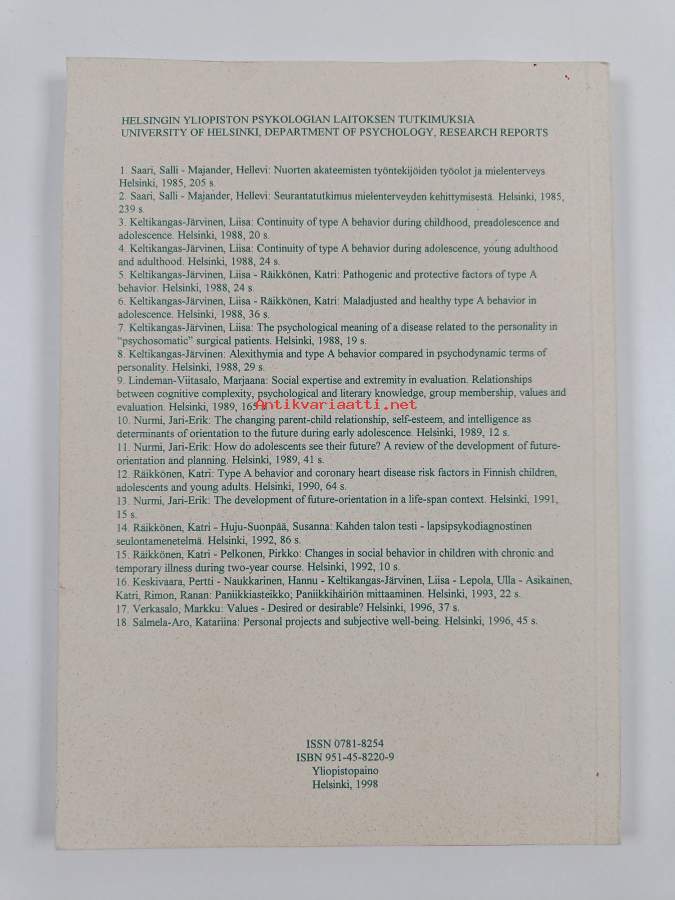 HELSINGIN YLIOPISTON PSYKOLOGIAN LAITOKSEN TUTKIMUKSIA
UNIVERSITY OF HELSINKI, DEPARTMENT OF PSYCHOLOGY, RESEARCH REPORTS
1. Saari, Salli - Majander, Hellevi: Nuorten akateemisten työntekijöiden työolot ja mielenterveys.
Helsinki, 1985, 205 s.
2. Saari, Salli - Majander, Hellevi: Seurantatutkimus mielenterveyden kehittymisestä. Helsinki, 1985,
239 s.
3. Keltikangas-Järvinen, Liisa: Continuity of type A behavior during childhood, preadolescence and
adolescence. Helsinki, 1988, 20 s.
4. Keltikangas-Järvinen, Liisa: Continuity of type A behavior during adolescence, young adulthood
and adulthood. Helsinki, 1988, 24 s.
5. Keltikangas-Järvinen, Liisa - Räikkönen, Katri: Pathogenic and protective factors of type A
behavior. Helsinki, 1988, 24 s.
6. Keltikangas-Järvinen, Liisa - Räikkönen, Katri: Maladjusted and healthy type A behavior in
adolescence. Helsinki, 1988, 36 s.
7. Keltikangas-Järvinen, Liisa: The psychological meaning of a disease related to the personality in
“psychosomatic” surgical patients. Helsinki, 1988, 19 s.
8. Keltikangas-Järvinen: Alexithymia and type A behavior compared in psychodynamic terms of
personality. Helsinki, 1988, 29 s.
9. Lindeman-Viitasalo, Marjaana: Social expertise and extremity in evaluation. Relationships
between cognitive complexity, psychological and literary knowledge, group membership, values and
evaluation. Helsinki, 1989, 165 s.
Antikvariaatti.net
10. Nurmi, Jari-Erik: The changing parent-child relationship, self-esteem, and intelligence as
determinants of orientation to the future during early adolescence. Helsinki, 1989, 12 s.
11. Nurmi, Jari-Erik: How do adolescents see their future? A review of the development of future-
orientation and planning. Helsinki, 1989, 41 s.
12. Räikkönen, Katri: Type A behavior and coronary heart disease risk factors in Finnish children,
adolescents and young adults. Helsinki, 1990, 64 s.
13. Nurmi, Jari-Erik: The development of future-orientation in a life-span context. Helsinki, 1991,
15 s.
14. Räikkönen, Katri - Huju-Suonpää, Susanna: Kahden talon testi - lapsipsykodiagnostinen
seulontamenetelmä. Helsinki, 1992, 86 s.
15. Räikkönen, Katri - Pelkonen, Pirkko: Changes in social behavior in children with chronic and
temporary illness during two-year course. Helsinki, 1992, 10 s.
16. Keskivaara, Pertti - Naukkarinen, Hannu - Keltikangas-Järvinen, Liisa - Lepola, Ulla - Asikainen,
Katri, Rimon, Ranan: Paniikkiasteikko; Paniikkihäiriön mittaaminen. Helsinki, 1993, 22 s.
17. Verkasalo, Markku: Values - Desired or desirable? Helsinki, 1996, 37 s.
18. Salmela-Aro, Katariina: Personal projects and subjective well-being. Helsinki, 1996, 45 s.
ISSN 0781-8254
ISBN 951-45-8220-9
Yliopistopaino
Helsinki, 1998